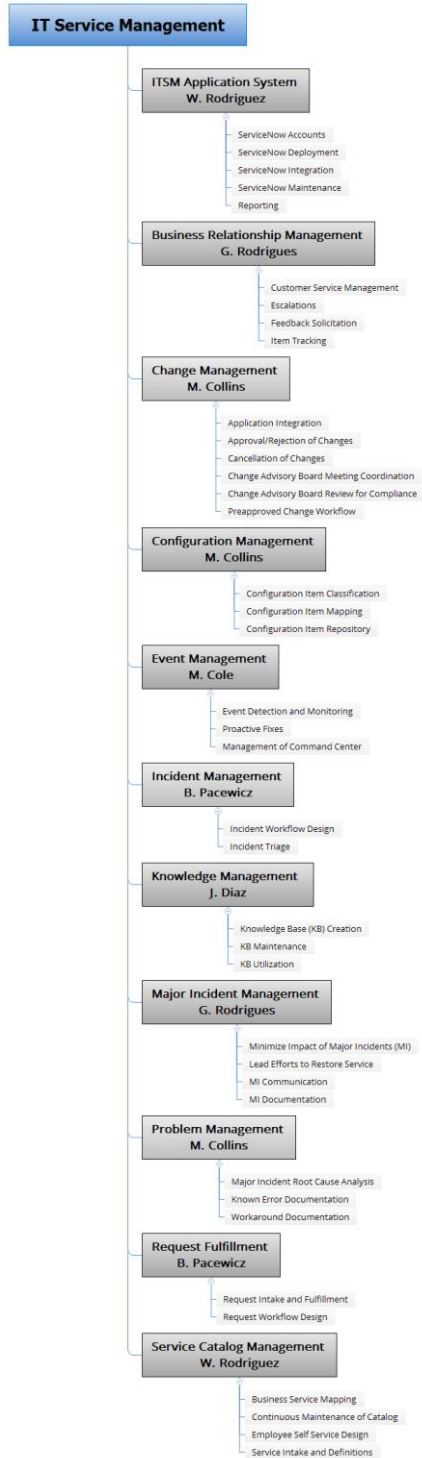 IT Service Management
ITSM Application System
W. Rodriguez
ServiceNow Accounts
ServiceNow Deployment
ServiceNow Integration
ServiceNow Maintenance
Reporting
Business Relationship Management
G. Rodrigues
Customer Service Management
Escalations
Feedback Solicitation
Item Tracking
Change Management
M. Collins
Application Integration
Approval/Rejection of Changes
Cancellation of Changes
Change Advisory Board Meeting Coordination
Change Advisory Board Review for Compliance
Preapproved Change Workflow
Configuration Management
M. Collins
Configuration Item Classification
Configuration Item Mapping
Configuration Item Repository
Event Management
M. Cole
Event Detection and Monitoring
Proactive Fixes
Management of Command Center
Incident Management
B. Pacewicz
Incident Workflow Design
Incident Triage
Knowledge Management
J. Diaz
Knowledge Base (KB) Creation
KB Maintenance
KB Utilization
Major Incident Management
G. Rodrigues
Minimize Impact of Major Incidents (MI)
Lead Efforts to Restore Service
MI Communication
MI Documentation
Problem Management
M. Collins
Major Incident Root Cause Analysis
Known Error Documentation
Workaround Documentation
Request Fulfillment
B. Pacewicz
Request Intake and Fulfillment
Request Workflow Design
Service Catalog Management
W. Rodriguez
Business Service Mapping
Continuous Maintenance of Catalog
Employee Self Service Design
Service Intake and Definitions